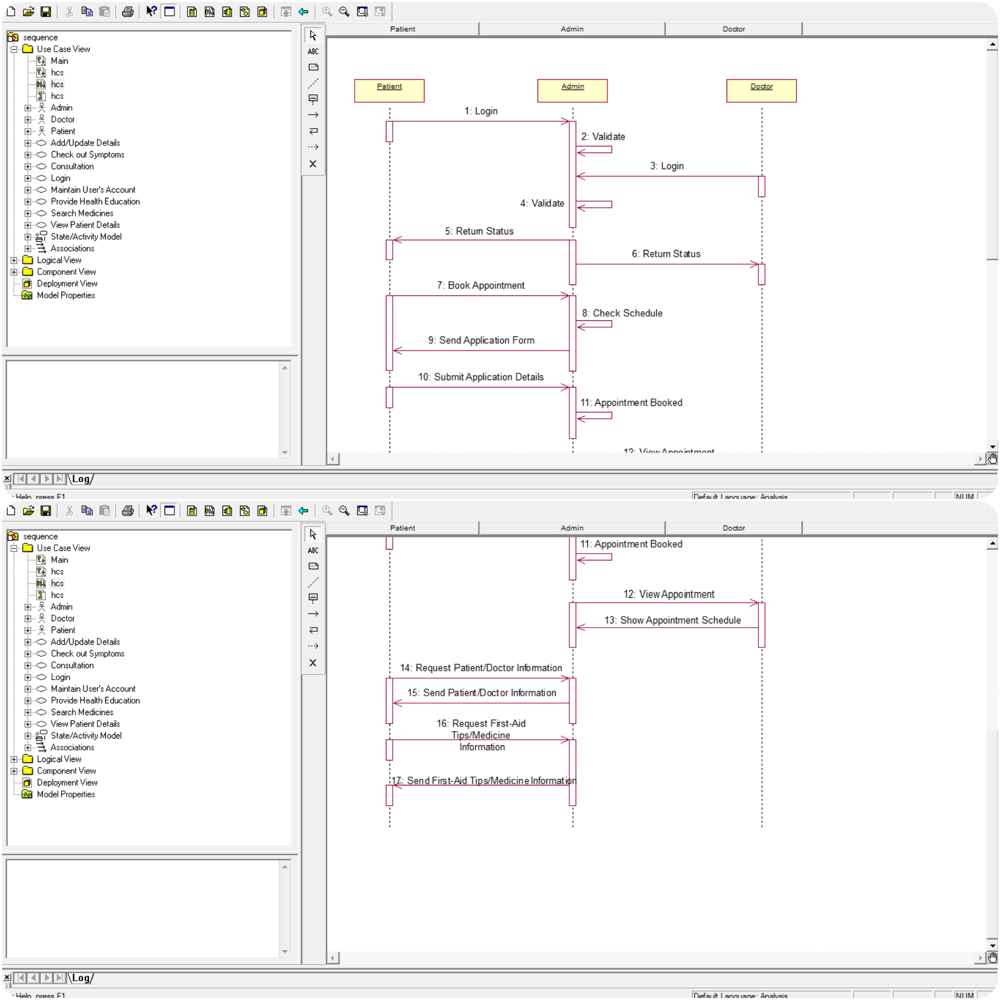 Patient Admin Doctor
sequence
Use Case View
Main
hcs
hcs
hcs
Admin
Doctor
Patient
Add/Update Details
Check out Symptoms
Consultation
Login
Maintain User's Account
Provide Health Education
Search Medicines
View Patient Details
State/Activity Model
Associations
Logical View
Component View
Deployment View
Model Properties
ABC
Patient Admin Doctor
1: Login
2: Validate
3: Login
4: Validate
5: Return Status
6: Return Status
7: Book Appointment
8: Check Schedule
9: Send Application Form
10: Submit Application Details
11: Appointment Booked
12: View Appointment
Log
Help, press F1
Default Language: Analysis NUM
Patient Admin Doctor
sequence
Use Case View
Main
hcs
hcs
hcs
Admin
Doctor
Patient
Add/Update Details
Check out Symptoms
Consultation
Login
Maintain User's Account
Provide Health Education
Search Medicines
View Patient Details
State/Activity Model
Associations
Logical View
Component View
Deployment View
Model Properties
ABC
11: Appointment Booked
12: View Appointment
13: Show Appointment Schedule
14: Request Patient/Doctor Information
15: Send Patient/Doctor Information
16: Request First-Aid
Tips/Medicine
Information
17: Send First-Aid Tips/Medicine Information
Log
Help, press F1
Default Language: Analysis NUM